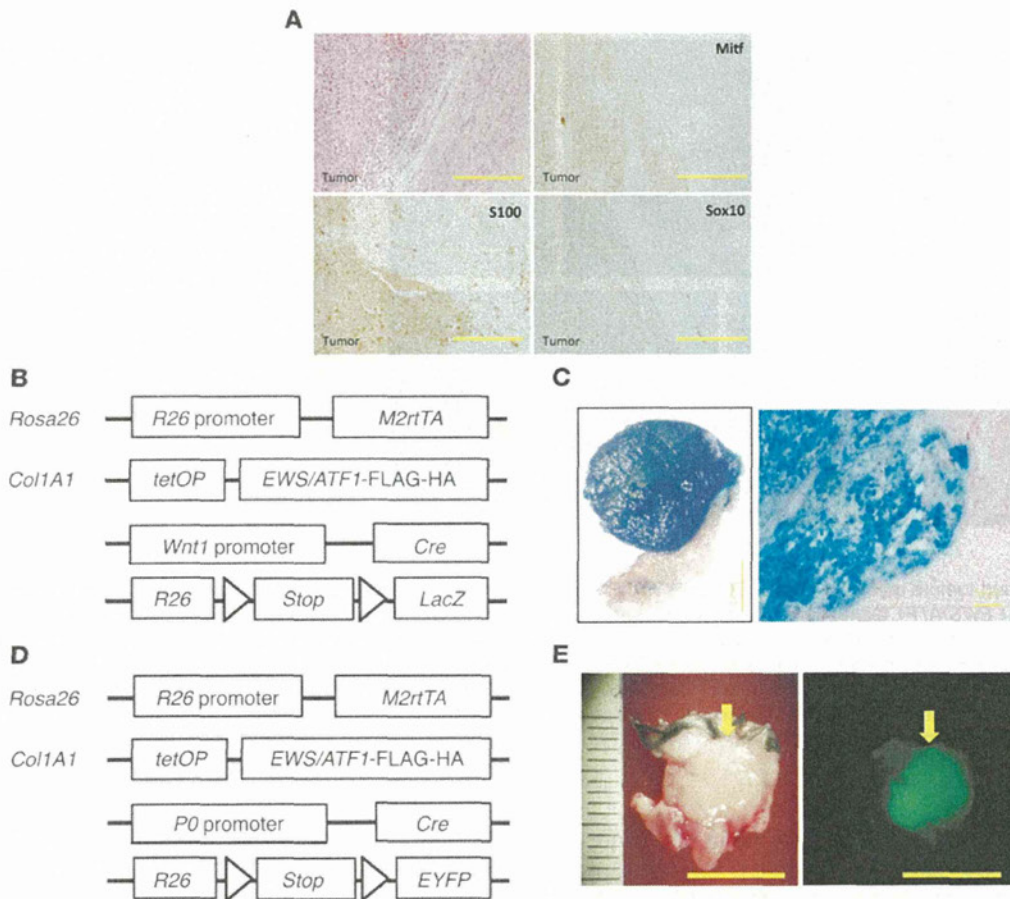 A
Mitf
Tumor
Tumor
S100
Sox10
Tumor
Tumor
B
Rosa26 R26 promoter M2rtTA
Col1A1 tetOP EWS/ATF1-FLAG-HA
Wnt1 promoter Cre
R26 Stop LacZ
C
D
Rosa26 R26 promoter M2rtTA
Col1A1 tetOP EWS/ATF1-FLAG-HA
P0 promoter Cre
R26 Stop EYFP
E